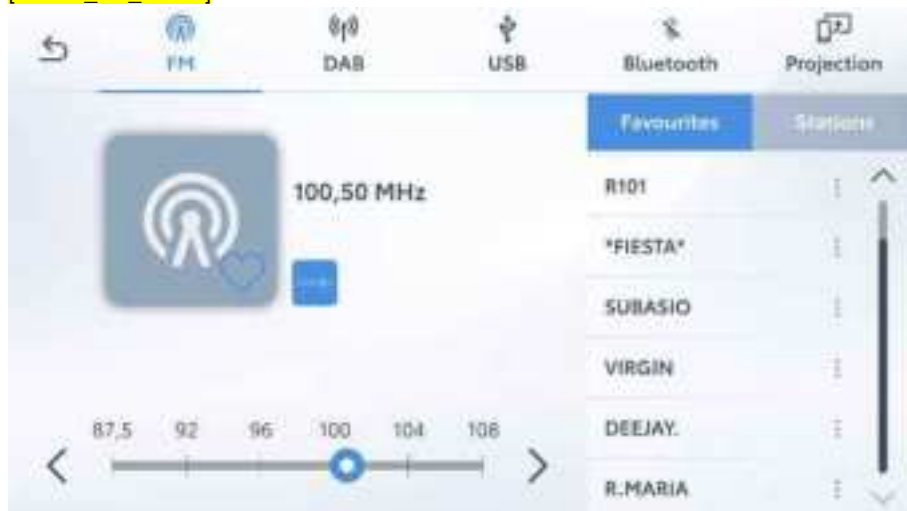 FM DAB USB Bluetooth Projection
Favourites Stations
100,50 MHz
R101
*FIESTA*
SUBASIO
VIRGIN
DEEJAY.
R.MARIA
87,5 92 96 100 104 108